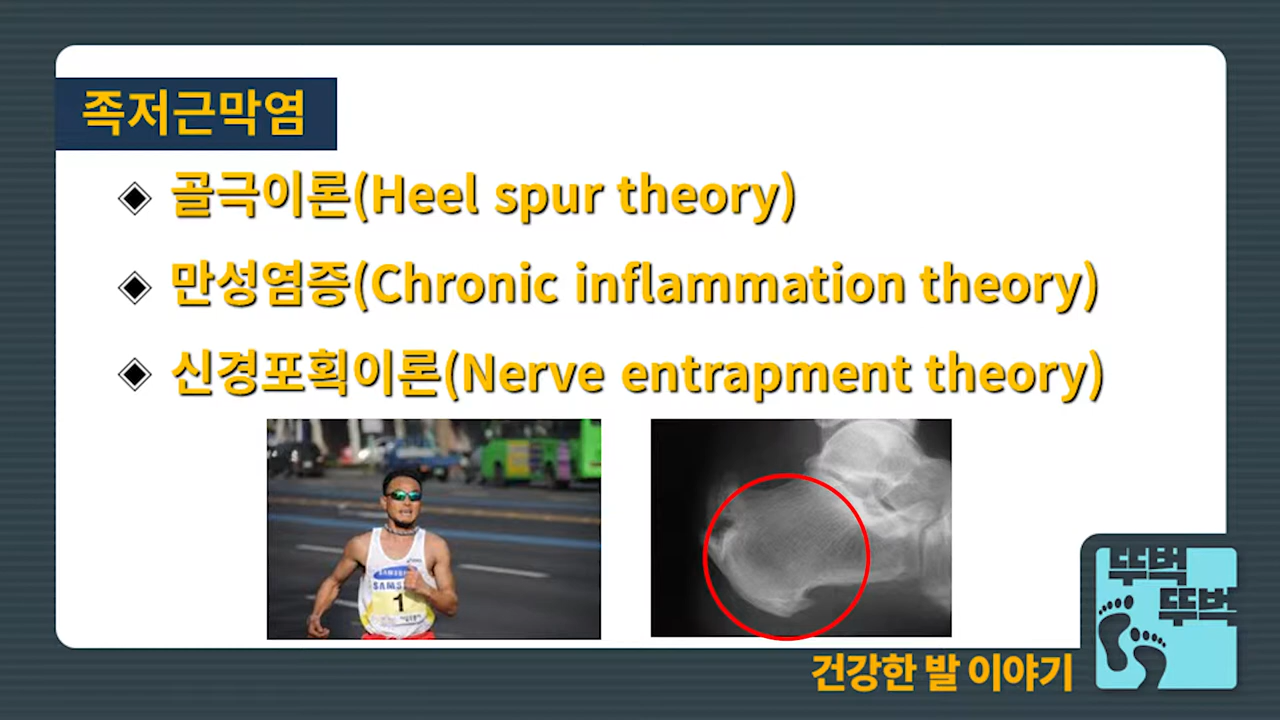 족저근막염
◈ 골극이론(Heel spur theory)
◈ 만성염증(Chronic inflammation theory)
◈ 신경포획이론(Nerve entrapment theory)
SAMSUNG
1
건강한 발 이야기
뚜벅
뚜벅